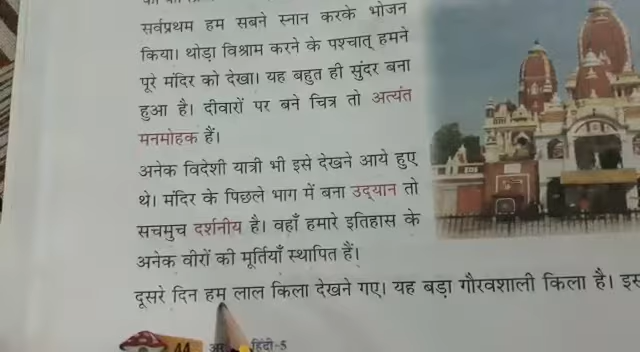 सर्वप्रथम हम सबने स्नान करके भोजन
किया। थोड़ा विश्राम करने के पश्चात् हमने
पूरे मंदिर को देखा। यह बहुत ही सुंदर बना
हुआ है। दीवारों पर बने चित्र तो अत्यंत
मनमोहक हैं।
अनेक विदेशी यात्री भी इसे देखने आये हुए
थे। मंदिर के पिछले भाग में बना उद्यान तो
सचमुच दर्शनीय है। वहाँ हमारे इतिहास के
अनेक वीरों की मूर्तियाँ स्थापित हैं।
दूसरे दिन हम लाल किला देखने गए। यह बड़ा गौरवशाली किला है। इस
44 हिंदी-5